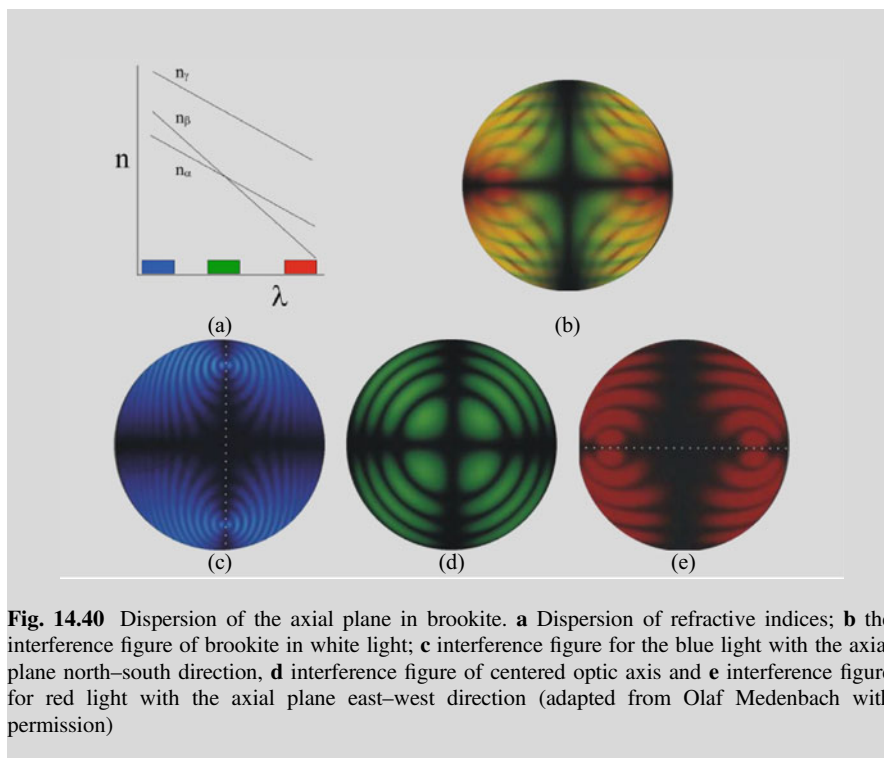 n
nγ
nβ
nα
λ
(a)
(b)
(c)
(d)
(e)
Fig. 14.40 Dispersion of the axial plane in brookite. a Dispersion of refractive indices; b the
interference figure of brookite in white light; c interference figure for the blue light with the axia
plane north–south direction, d interference figure of centered optic axis and e interference figure
for red light with the axial plane east–west direction (adapted from Olaf Medenbach with
permission)